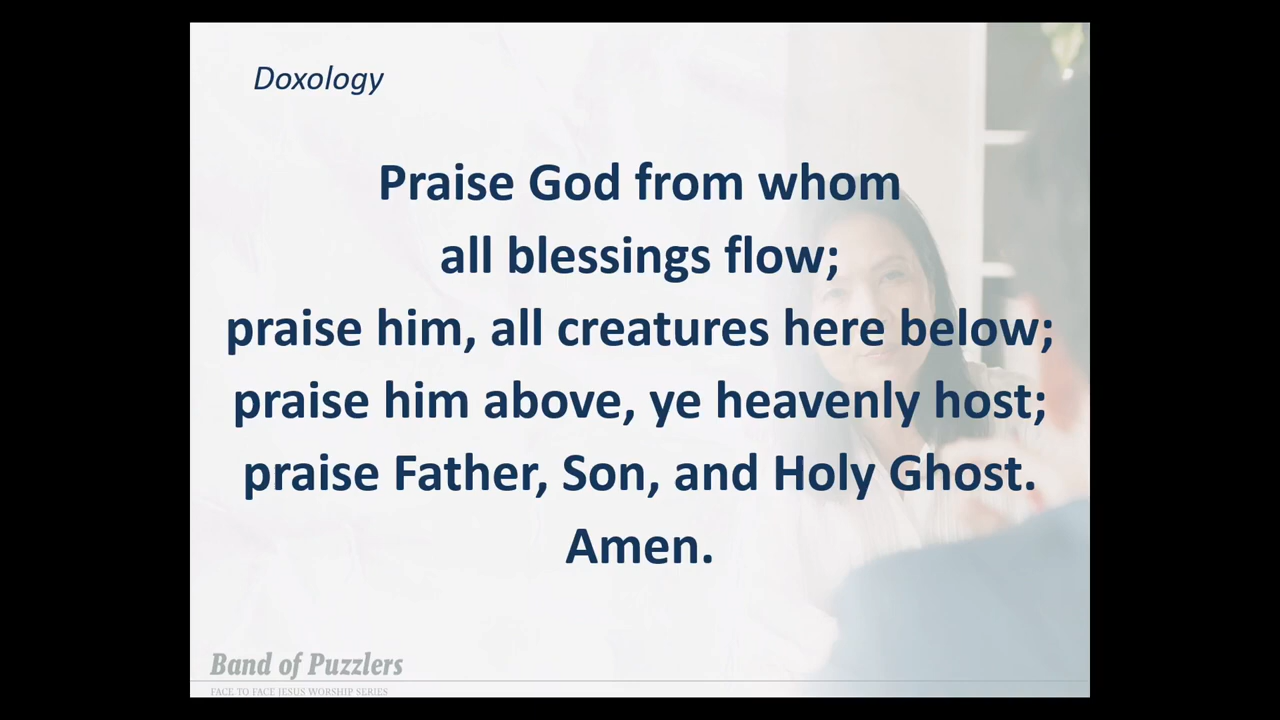 Doxology
Praise God from whom
all blessings flow;
praise him, all creatures here below;
praise him above, ye heavenly host;
praise Father, Son, and Holy Ghost.
Amen.
Band of Puzzlers
FACE TO FACE JESUS WORSHIP SERIES